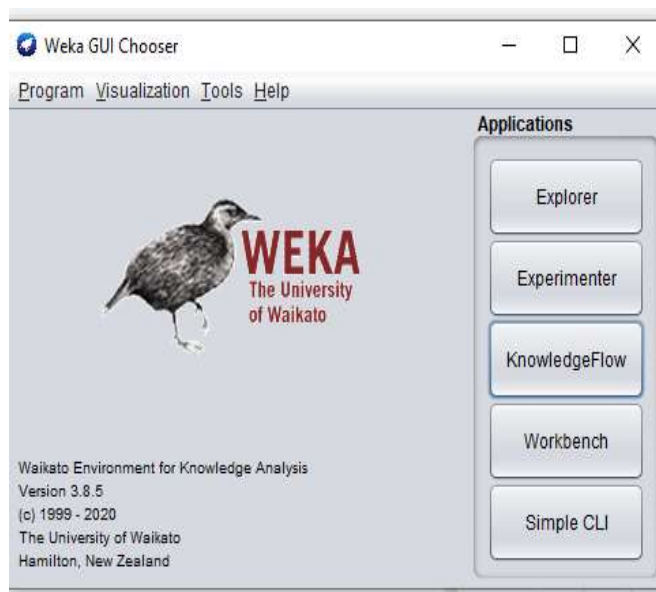 Weka GUI Chooser
Program Visualization Tools Help
Applications
Explorer
Experimenter
KnowledgeFlow
Workbench
Simple CLI
WEKA
The University
of Waikato
Waikato Environment for Knowledge Analysis
Version 3.8.5
(c) 1999 - 2020
The University of Waikato
Hamilton, New Zealand